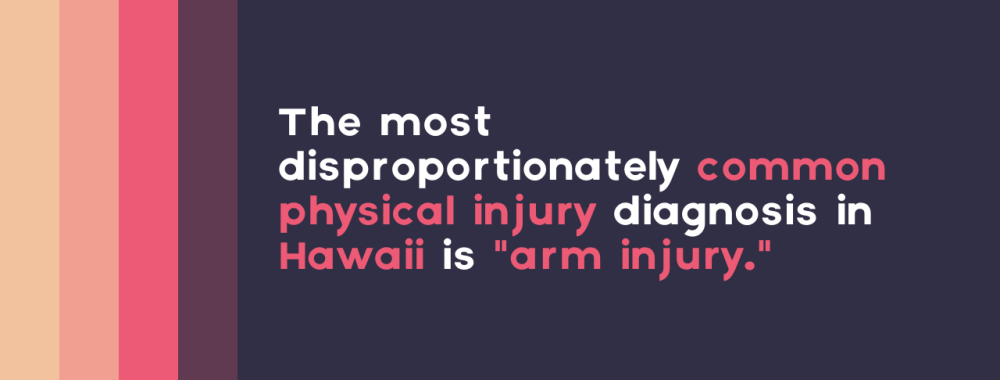 The most
disproportionately common
physical injury diagnosis in
Hawaii is "arm injury."